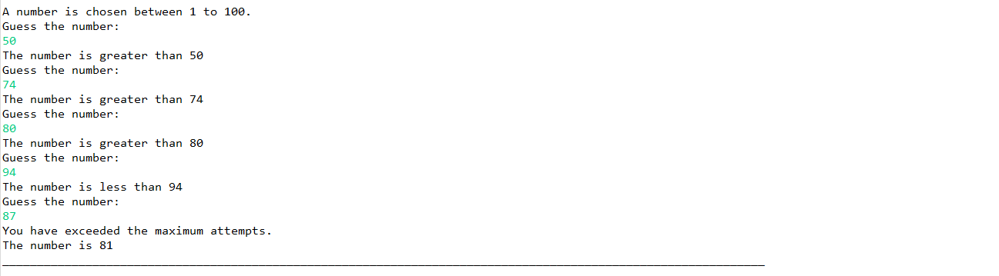 A number is chosen between 1 to 100.
Guess the number:
50
The number is greater than 50
Guess the number:
74
The number is greater than 74
Guess the number:
80
The number is greater than 80
Guess the number:
94
The number is less than 94
Guess the number:
87
You have exceeded the maximum attempts.
The number is 81